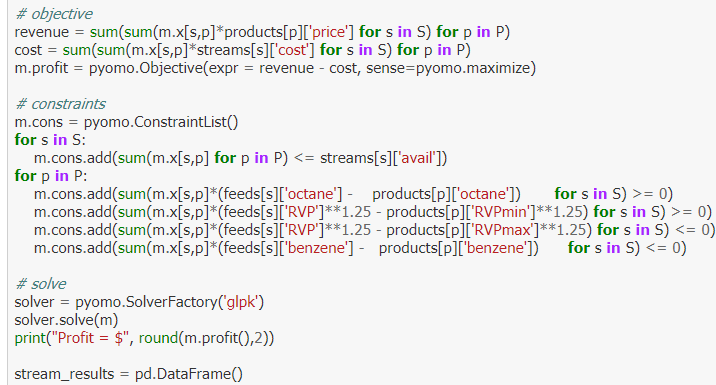 # objective
revenue = sum(sum(m.x[s,p]*products[p]['price'] for s in S) for p in P)
cost = sum(sum(m.x[s,p]*streams[s]['cost'] for s in S) for p in P)
m.profit = pyomo.Objective(expr = revenue - cost, sense=pyomo.maximize)

# constraints
m.cons = pyomo.ConstraintList()
for s in S:
    m.cons.add(sum(m.x[s,p] for p in P) <= streams[s]['avail'])
for p in P:
    m.cons.add(sum(m.x[s,p]*(feeds[s]['octane'] -    products[p]['octane'])        for s in S) >= 0)
    m.cons.add(sum(m.x[s,p]*(feeds[s]['RVP']**1.25 - products[p]['RVPmin']**1.25) for s in S) >= 0)
    m.cons.add(sum(m.x[s,p]*(feeds[s]['RVP']**1.25 - products[p]['RVPmax']**1.25) for s in S) <= 0)
    m.cons.add(sum(m.x[s,p]*(feeds[s]['benzene'] -   products[p]['benzene'])       for s in S) <= 0)

# solve
solver = pyomo.SolverFactory('glpk')
solver.solve(m)
print("Profit = $", round(m.profit(),2))

stream_results = pd.DataFrame()